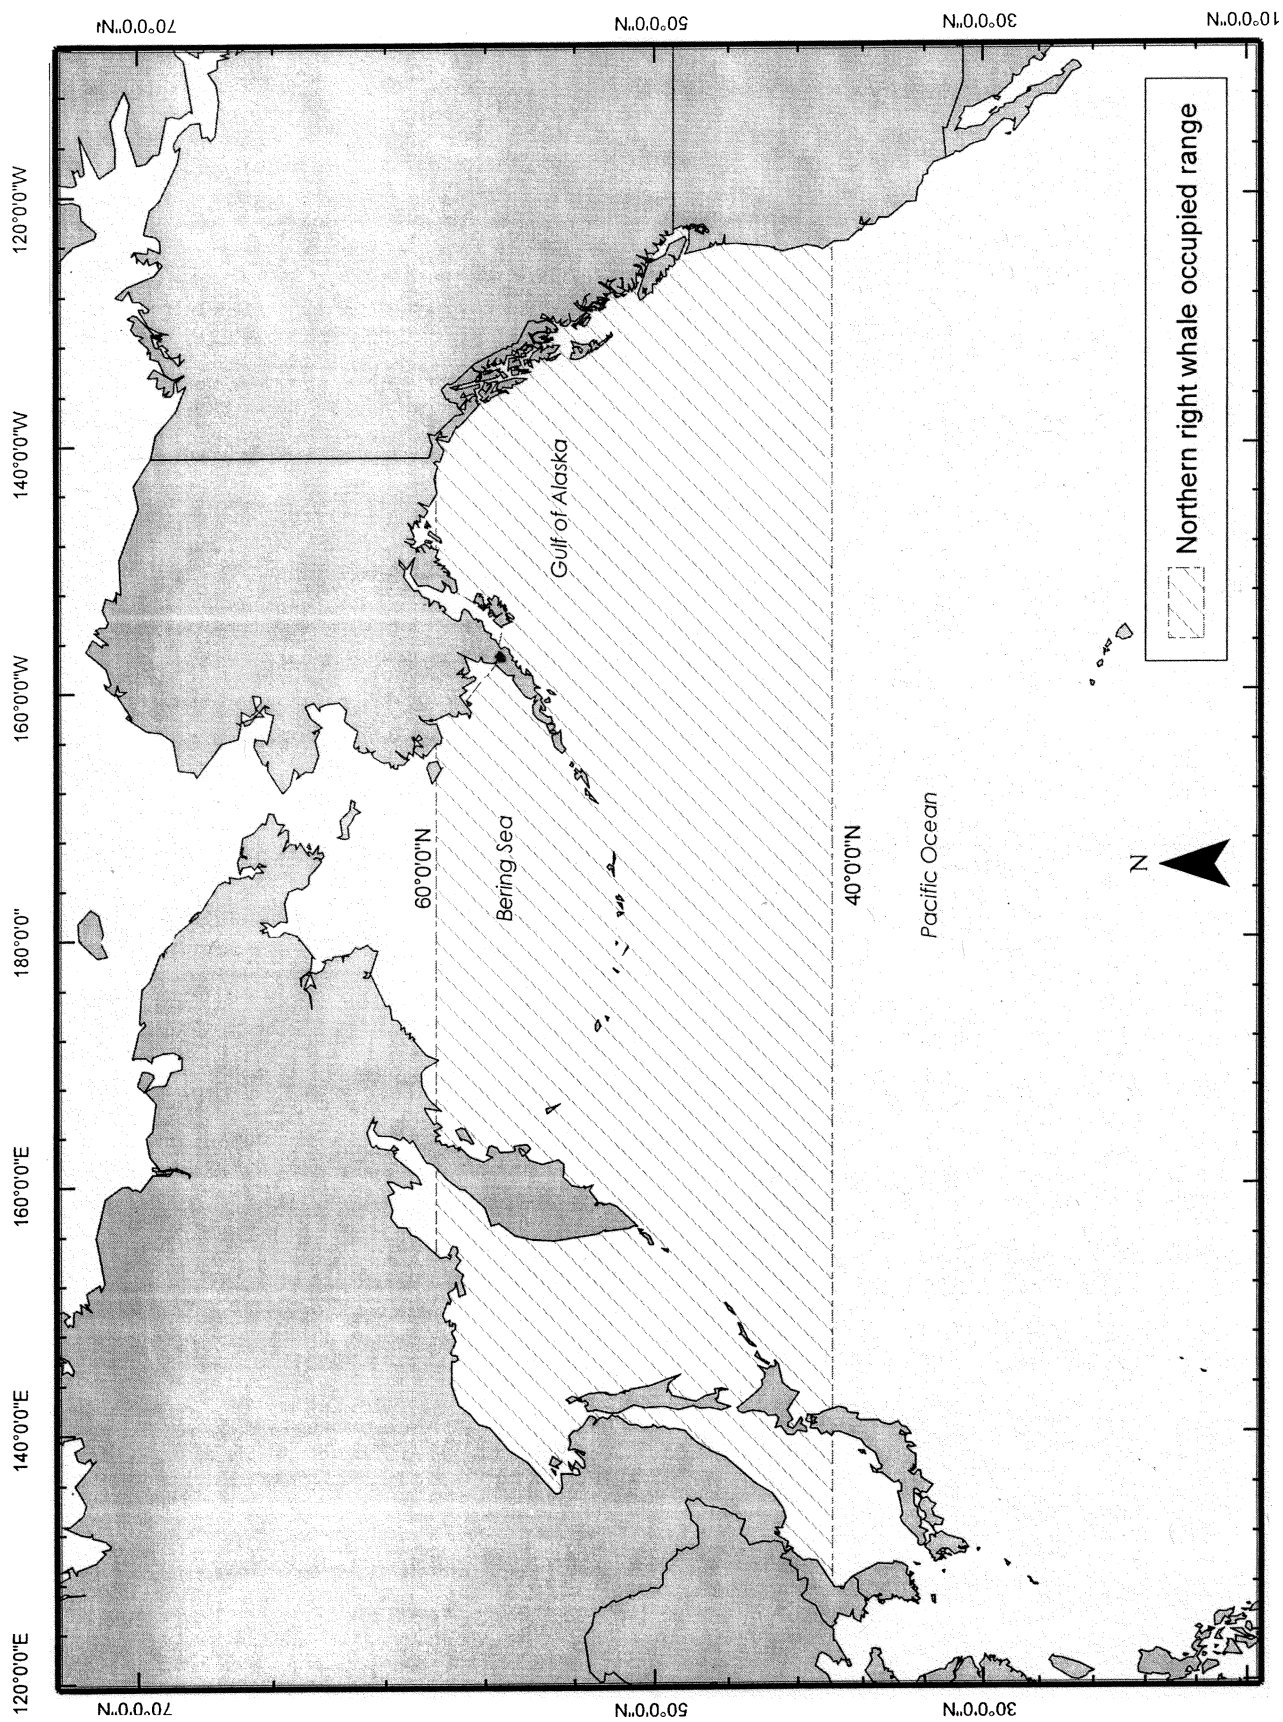 120°0'0"E
140°0'0"E
160°0'0"E
180°0'0"
160°0'0"W
140°0'0"W
120°0'0"W
70°0'0"N
70°0'0"N
60°0'0"N
Bering Sea
Gulf of Alaska
50°0'0"N
50°0'0"N
40°0'0"N
Pacific Ocean
30°0'0"N
30°0'0"N
N
Northern right whale occupied range
10°0'0"N